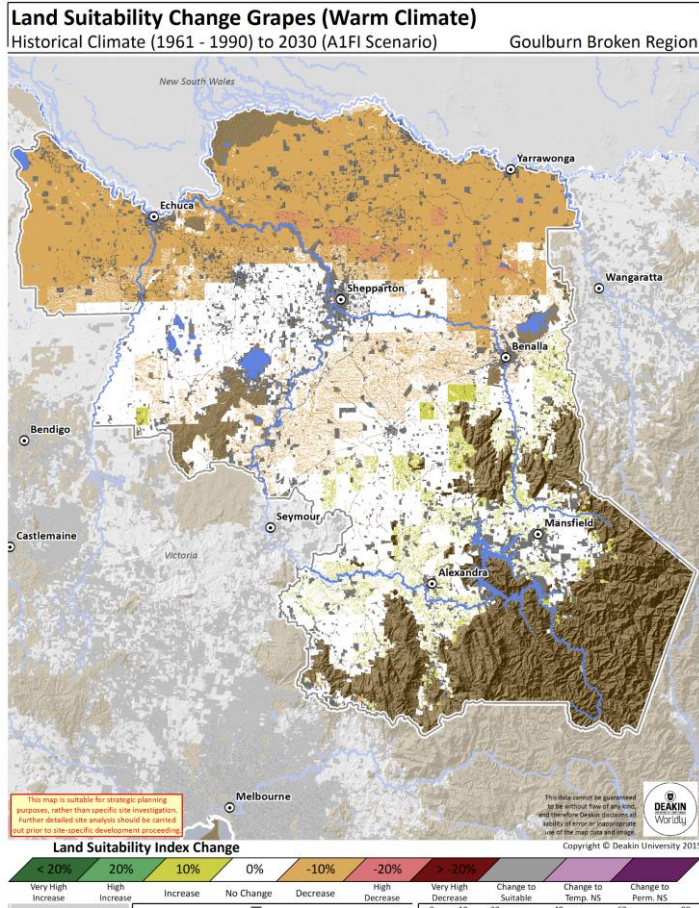 Land Suitability Change Grapes (Warm Climate)
Historical Climate (1961 - 1990) to 2030 (A1FI Scenario) Goulburn Broken Region
New South Wales
Yarrawonga
Echuca
Wangaratta
Shepparton
Benalla
Bendigo
Seymour
Mansfield
Castlemaine
Victoria
Alexandra
Melbourne
This map is suitable for strategic planning
purposes, rather than specific site investigation.
Further detailed site analysis should be carried
out prior to site-specific development proceeding.
This data cannot be guaranteed
to be without flaw of any kind,
and therefore Deakin disclaims all
liability of error or inappropriate
use of the map data and image.
DEAKIN
Worldly
Copyright © Deakin University 2015
Land Suitability Index Change
< 20% 20% 10% 0% -10% -20% > -20%
Very High Increase
High Increase
Increase
No Change
Decrease
High Decrease
Very High Decrease
Change to Suitable
Change to Temp. NS
Change to Perm. NS